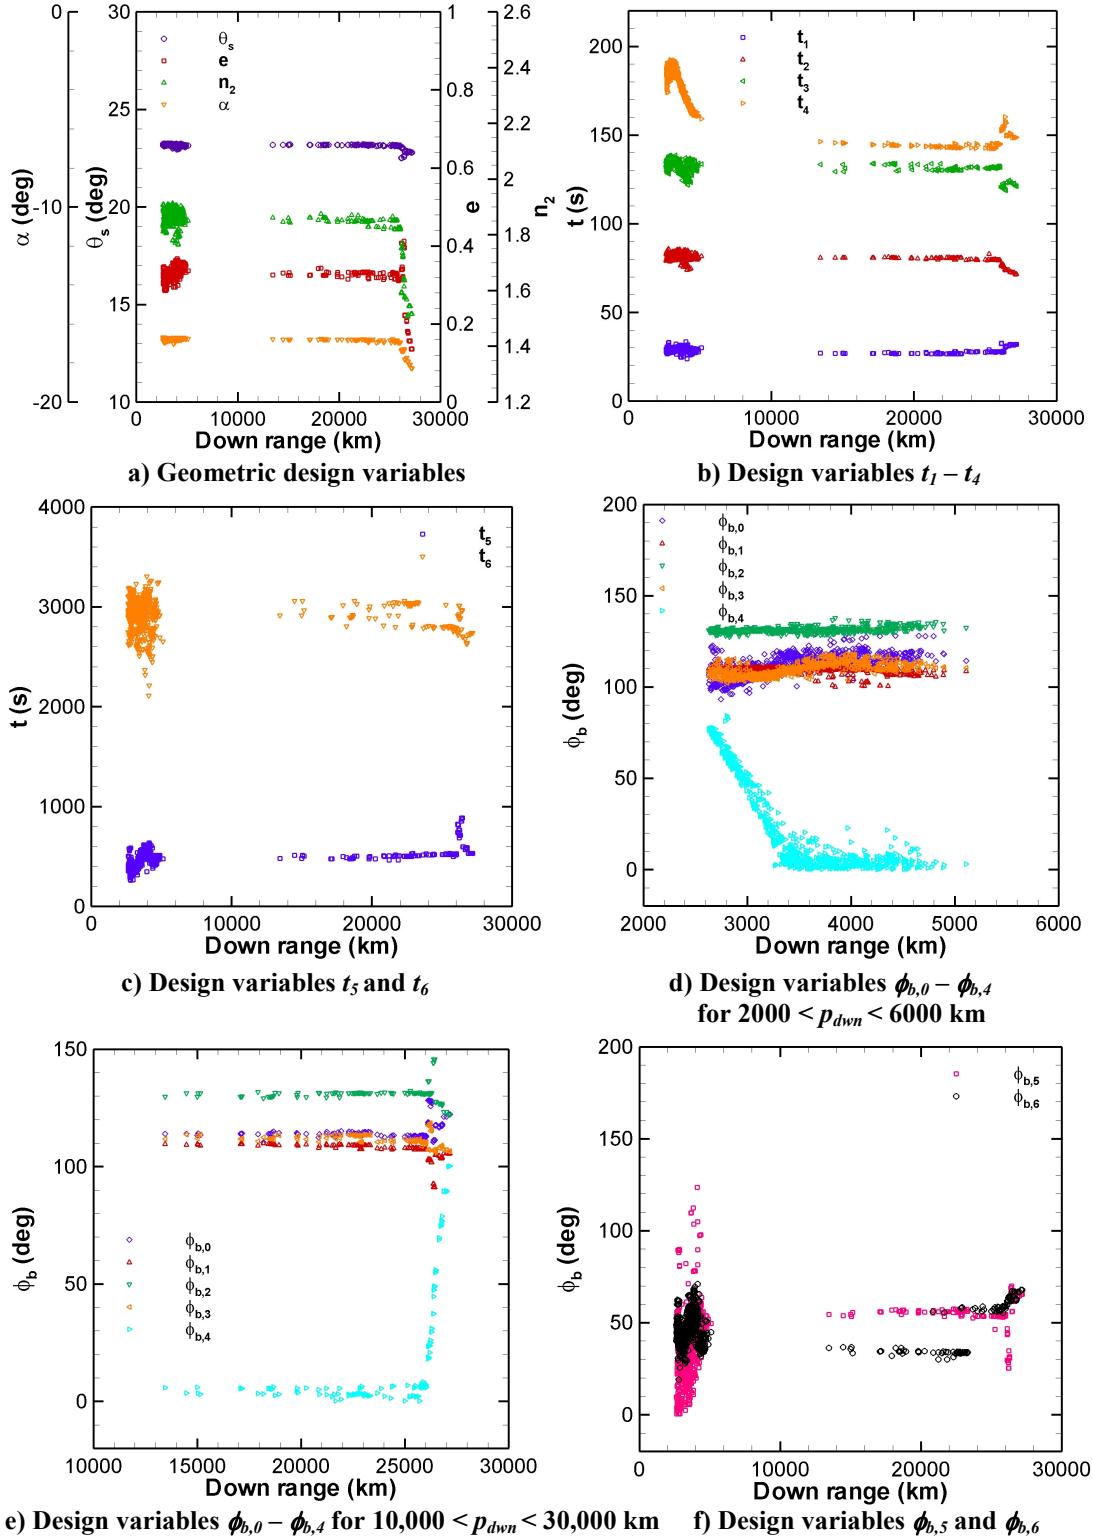 0
30
1
2.6
θs
e
n2
α
2.4
0.8
25
2.2
0.6
-10
20
2
α (deg)
θs (deg)
e
n2
0.4
1.8
15
1.6
0.2
1.4
-20
10
0
1.2
0
10000
20000
30000
Down range (km)
a) Geometric design variables
200
t1
t2
t3
t4
150
t (s)
100
50
0
0
10000
20000
30000
Down range (km)
b) Design variables t1 – t4
4000
t5
t6
3000
t (s)
2000
1000
0
0
10000
20000
30000
Down range (km)
c) Design variables t5 and t6
200
ϕb,0
ϕb,1
ϕb,2
ϕb,3
ϕb,4
150
100
ϕb (deg)
50
0
2000
3000
4000
5000
6000
Down range (km)
d) Design variables ϕb,0 – ϕb,4
for 2000 < pdwn < 6000 km
150
100
ϕb (deg)
ϕb,0
ϕb,1
ϕb,2
ϕb,3
ϕb,4
50
0
10000
15000
20000
25000
30000
Down range (km)
e) Design variables ϕb,0 – ϕb,4 for 10,000 < pdwn < 30,000 km
200
ϕb,5
ϕb,6
150
100
ϕb (deg)
50
0
0
10000
20000
30000
Down range (km)
f) Design variables ϕb,5 and ϕb,6